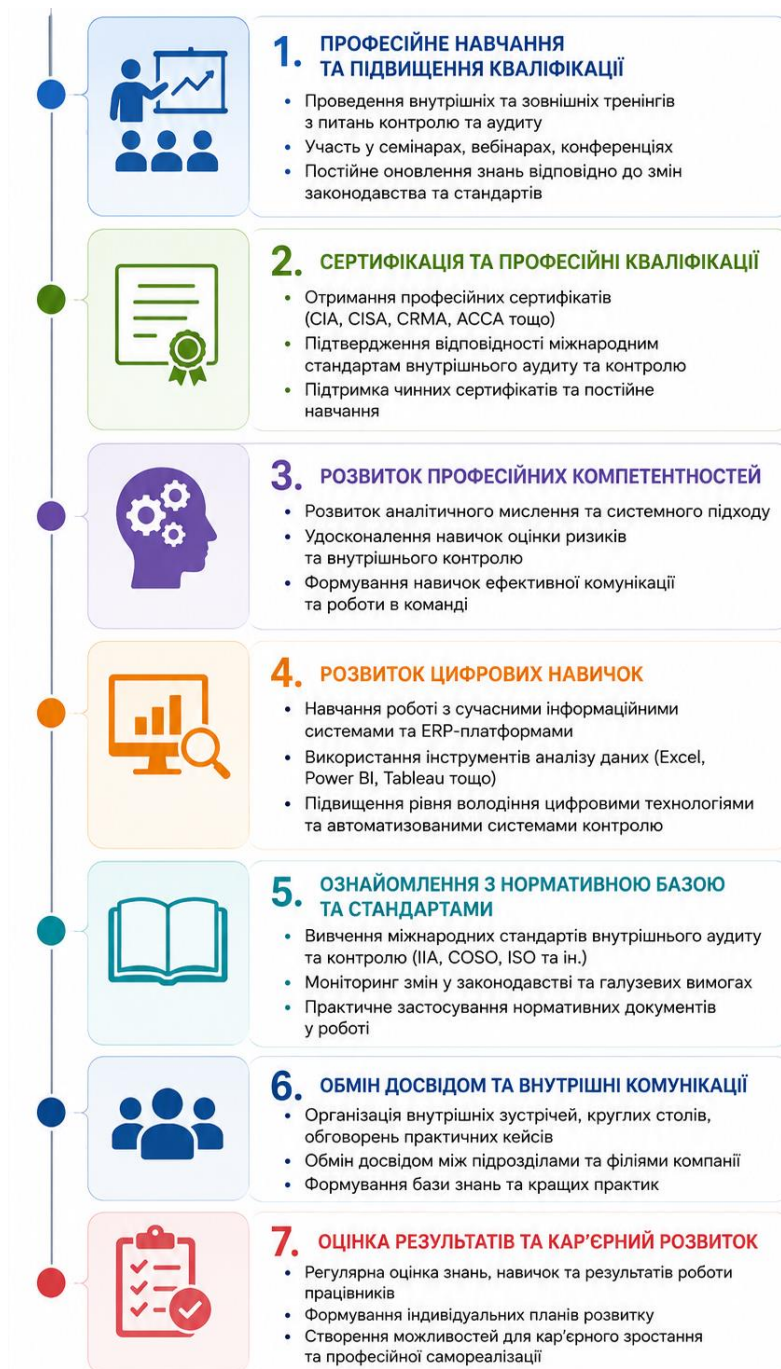 1. ПРОФЕСІЙНЕ НАВЧАННЯ
ТА ПІДВИЩЕННЯ КВАЛІФІКАЦІЇ
• Проведення внутрішніх та зовнішніх тренінгів
з питань контролю та аудиту
• Участь у семінарах, вебінарах, конференціях
• Постійне оновлення знань відповідно до змін
законодавства та стандартів
2. СЕРТИФІКАЦІЯ ТА ПРОФЕСІЙНІ КВАЛІФІКАЦІЇ
• Отримання професійних сертифікатів
(CIA, CISA, CRMA, ACCA тощо)
• Підтвердження відповідності міжнародним
стандартам внутрішнього аудиту та контролю
• Підтримка чинних сертифікатів та постійне
навчання
3. РОЗВИТОК ПРОФЕСІЙНИХ КОМПЕТЕНТНОСТЕЙ
• Розвиток аналітичного мислення та системного підходу
• Удосконалення навичок оцінки ризиків
та внутрішнього контролю
• Формування навичок ефективної комунікації
та роботи в команді
4. РОЗВИТОК ЦИФРОВИХ НАВИЧОК
• Навчання роботі з сучасними інформаційними
системами та ERP-платформами
• Використання інструментів аналізу даних (Excel,
Power BI, Tableau тощо)
• Підвищення рівня володіння цифровими технологіями
та автоматизованими системами контролю
5. ОЗНАЙОМЛЕННЯ З НОРМАТИВНОЮ БАЗОЮ
ТА СТАНДАРТАМИ
• Вивчення міжнародних стандартів внутрішнього аудиту
та контролю (IIA, COSO, ISO та ін.)
• Моніторинг змін у законодавстві та галузевих вимогах
• Практичне застосування нормативних документів
у роботі
6. ОБМІН ДОСВІДОМ ТА ВНУТРІШНІ КОМУНІКАЦІЇ
• Організація внутрішніх зустрічей, круглих столів,
обговорень практичних кейсів
• Обмін досвідом між підрозділами та філіями компанії
• Формування бази знань та кращих практик
7. ОЦІНКА РЕЗУЛЬТАТІВ ТА КАР’ЄРНИЙ РОЗВИТОК
• Регулярна оцінка знань, навичок та результатів роботи
працівників
• Формування індивідуальних планів розвитку
• Створення можливостей для кар’єрного зростання
та професійної самореалізації